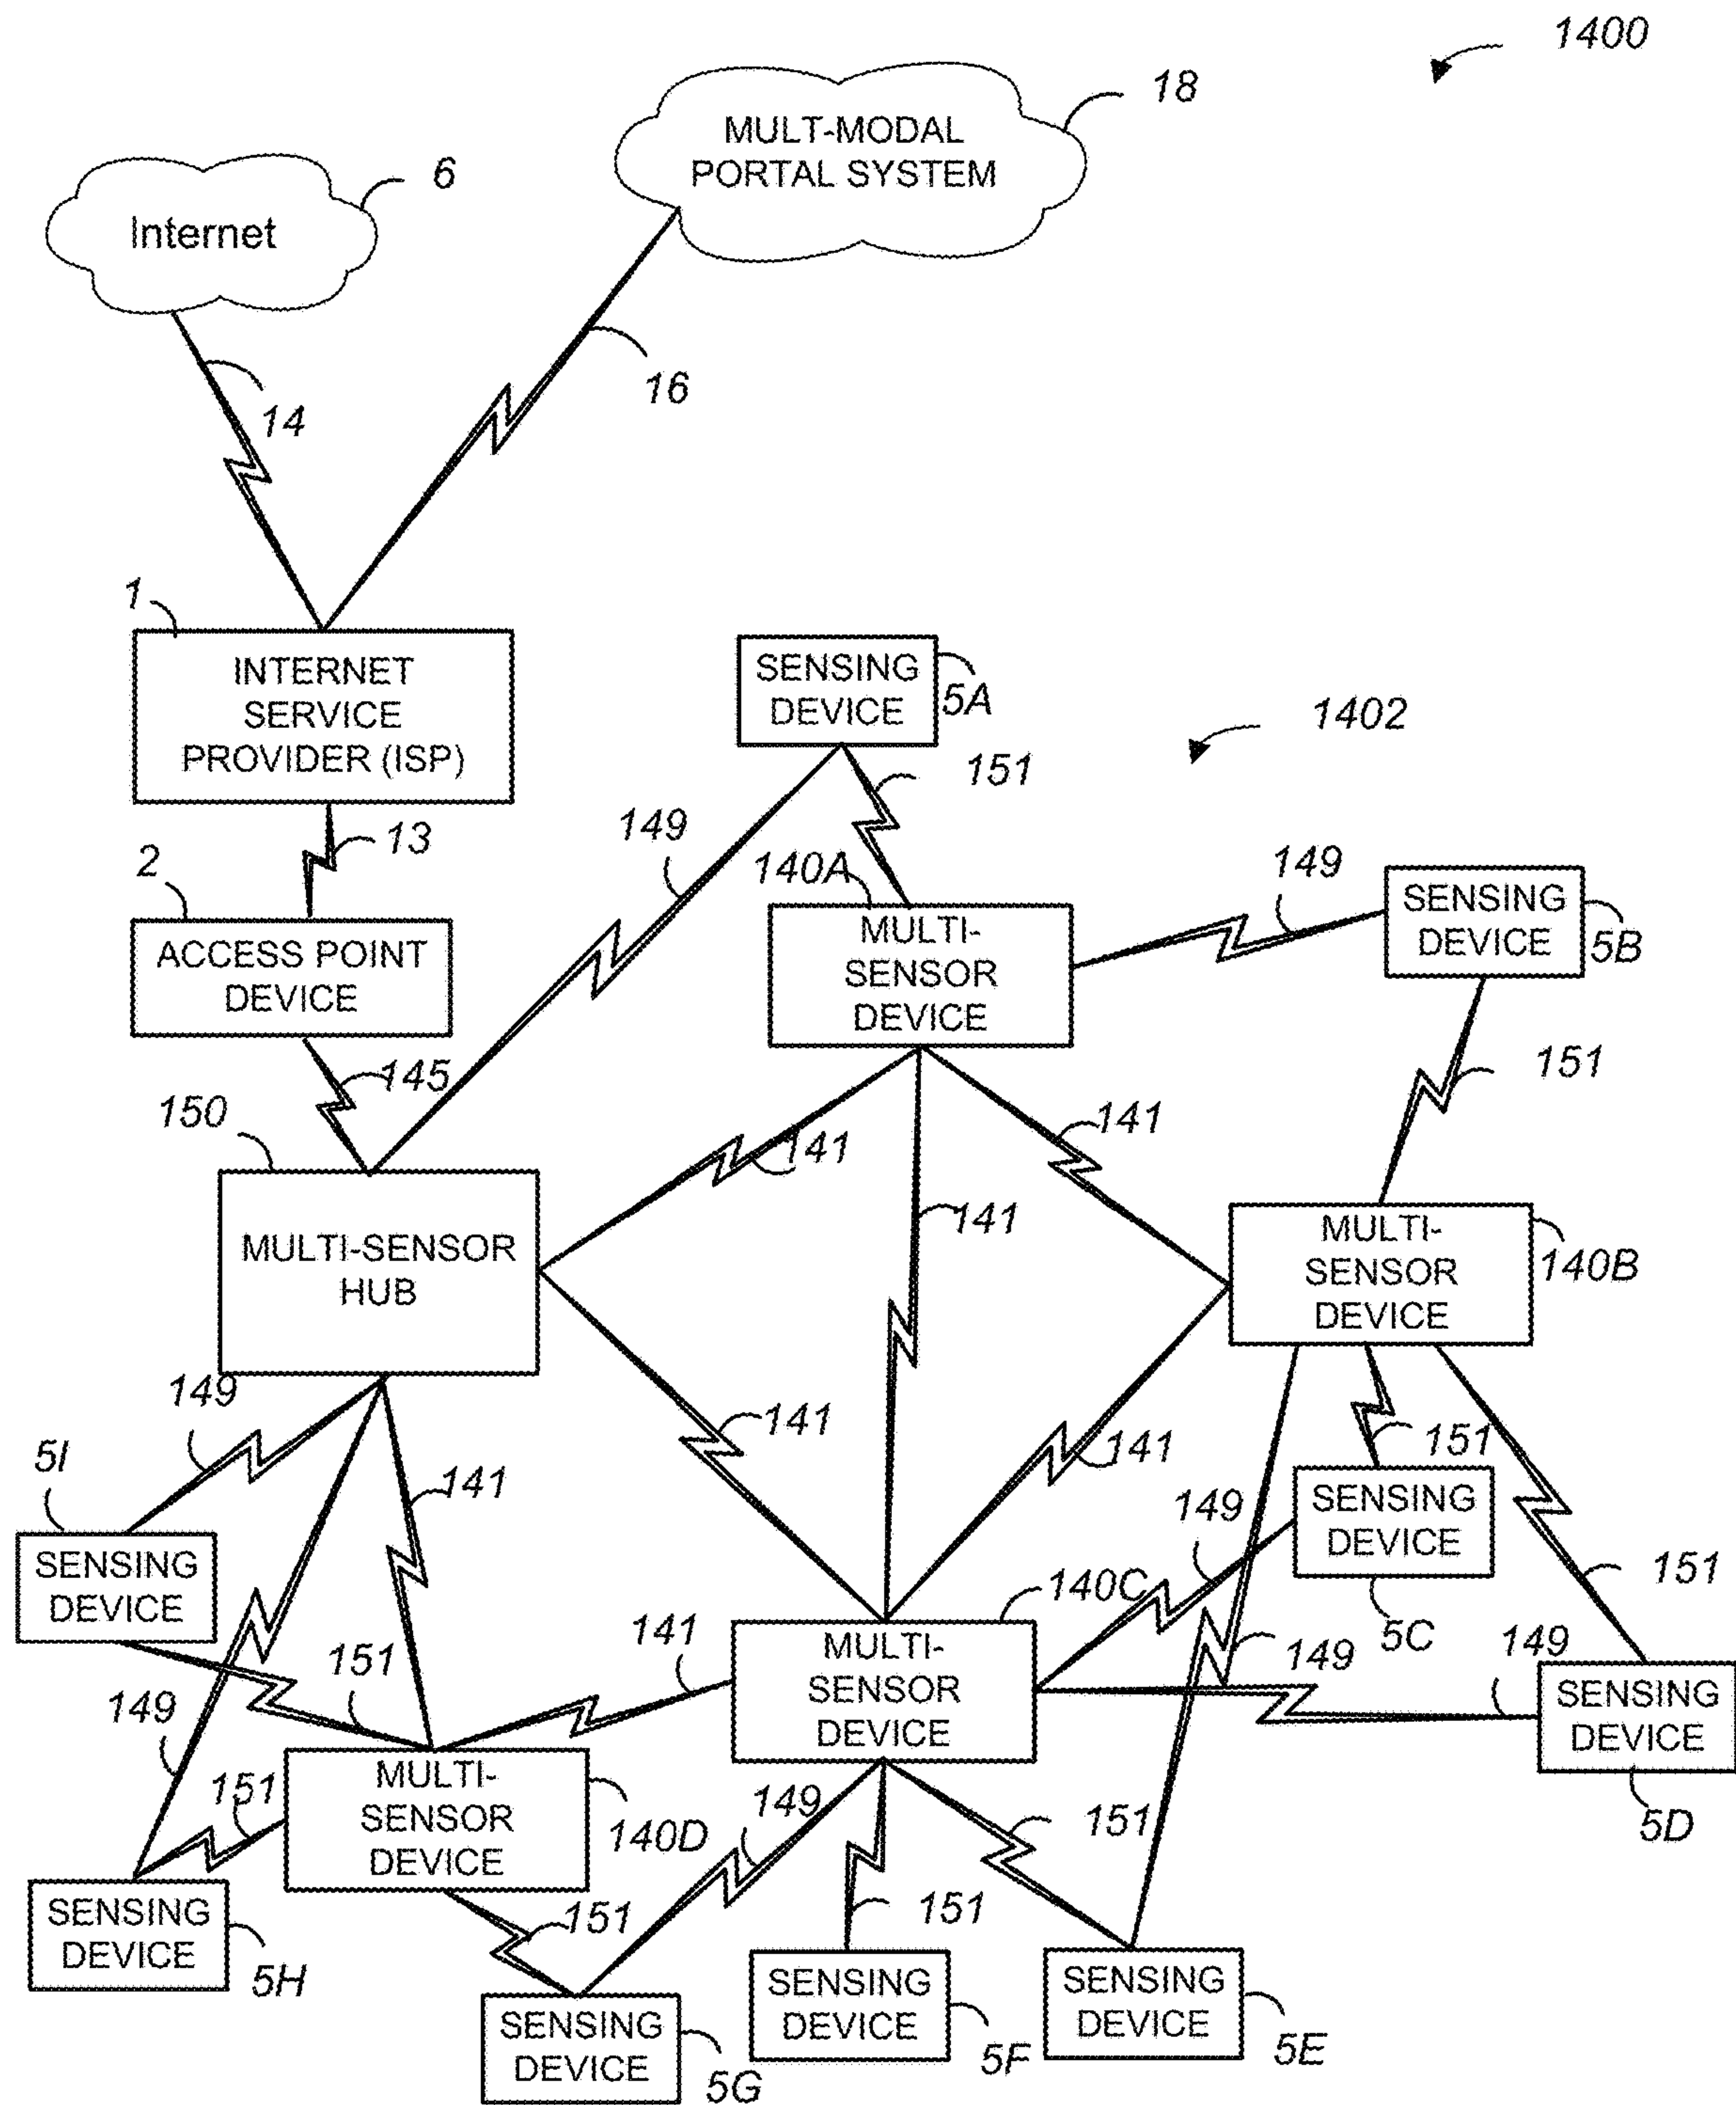 1400
18
MULT-MODAL
PORTAL SYSTEM
6
Internet
16
14
1
INTERNET
SERVICE
PROVIDER (ISP)
SENSING
DEVICE
5A
1402
151
149
13
2
140A
149
SENSING
DEVICE
5B
ACCESS POINT
DEVICE
MULTI-
SENSOR
DEVICE
145
150
151
141
141
141
MULTI-SENSOR
HUB
MULTI-
SENSOR
DEVICE
140B
149
141
141
151
5I
141
149
SENSING
DEVICE
5C
SENSING
DEVICE
151
140C
141
151
149
149
149
MULTI-
SENSOR
DEVICE
SENSING
DEVICE
5D
151
MULTI-
SENSOR
DEVICE
140D
149
151
SENSING
DEVICE
5H
151
151
SENSING
DEVICE
5G
SENSING
DEVICE
5F
SENSING
DEVICE
5E